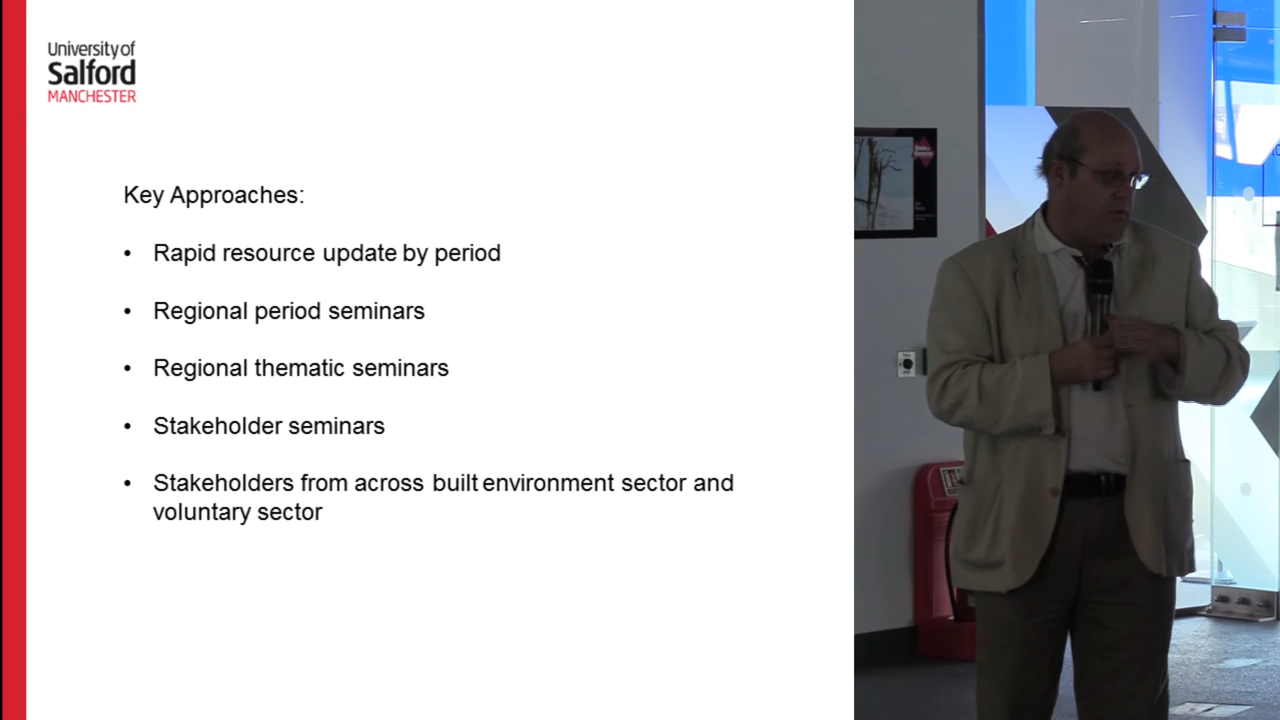 University of
Salford
MANCHESTER
Key Approaches:
• Rapid resource update by period
• Regional period seminars
• Regional thematic seminars
• Stakeholder seminars
• Stakeholders from across built environment sector and
voluntary sector